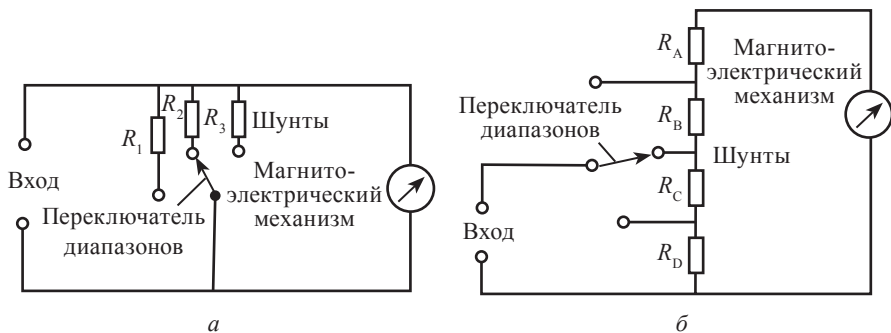 R1
R2
R3
Шунты
Вход
Магнито-
электрический
механизм
Переключатель
диапазонов
а
RA
Магнито-
электрический
механизм
Переключатель
диапазонов
RB
Шунты
RC
Вход
RD
б